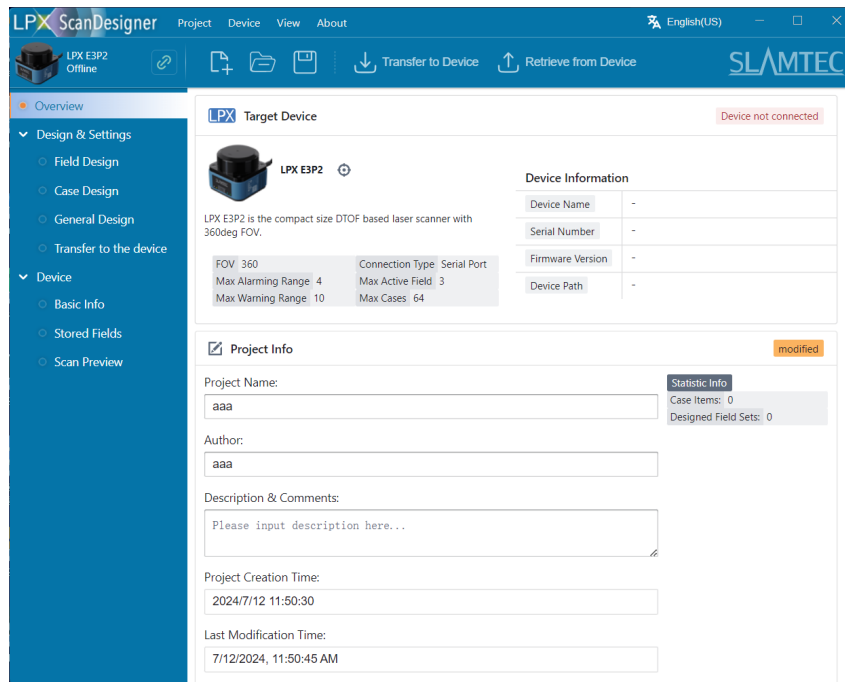 LPX ScanDesigner Project Device View About English(US)
LPX E3P2
Offline
Transfer to Device Retrieve from Device SLAMTEC
Overview
Design & Settings
Field Design
Case Design
General Design
Transfer to the device
Device
Basic Info
Stored Fields
Scan Preview
LPX Target Device Device not connected
LPX E3P2
LPX E3P2 is the compact size DTOF based laser scanner with
360deg FOV.
FOV 360 Connection Type Serial Port
Max Alarming Range 4 Max Active Field 3
Max Warning Range 10 Max Cases 64
Device Information
Device Name -
Serial Number -
Firmware Version -
Device Path -
Project Info modified
Project Name:
aaa
Author:
aaa
Description & Comments:
Please input description here...
Project Creation Time:
2024/7/12 11:50:30
Last Modification Time:
7/12/2024, 11:50:45 AM
Statistic Info
Case Items: 0
Designed Field Sets: 0